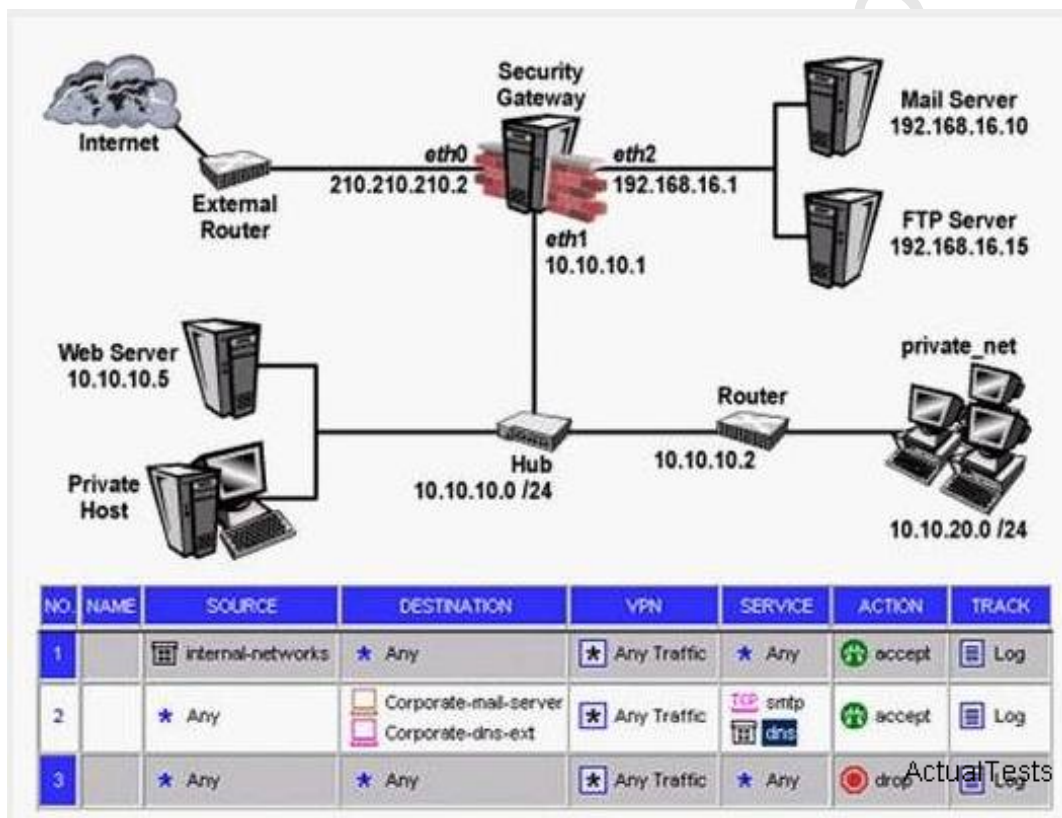 Internet
External
Router
Security
Gateway
eth0
210.210.210.2
eth2
192.168.16.1
eth1
10.10.10.1
Mail Server
192.168.16.10
FTP Server
192.168.16.15
Web Server
10.10.10.5
Private
Host
Hub
10.10.10.0 /24
Router
10.10.10.2
private_net
10.10.20.0 /24
NO. NAME SOURCE DESTINATION VPN SERVICE ACTION TRACK
1 internal-networks * Any * Any Traffic * Any accept Log
2 * Any Corporate-mail-server * Any Traffic TCP smtp accept Log
Corporate-dns-ext dns
3 * Any * Any * Any Traffic * Any drop Log
ActualTests